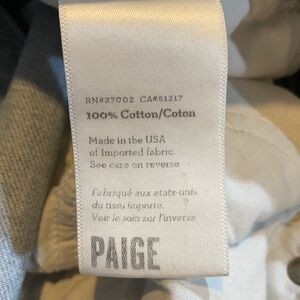 RN#27002 CA#51217
100% Cotton/Coton
Made in the USA
of Imported fabric.
See care on reverse
Fabriqué aux etats-unis
du tissu importe.
Voir le soin sur l'inverse
PAIGE